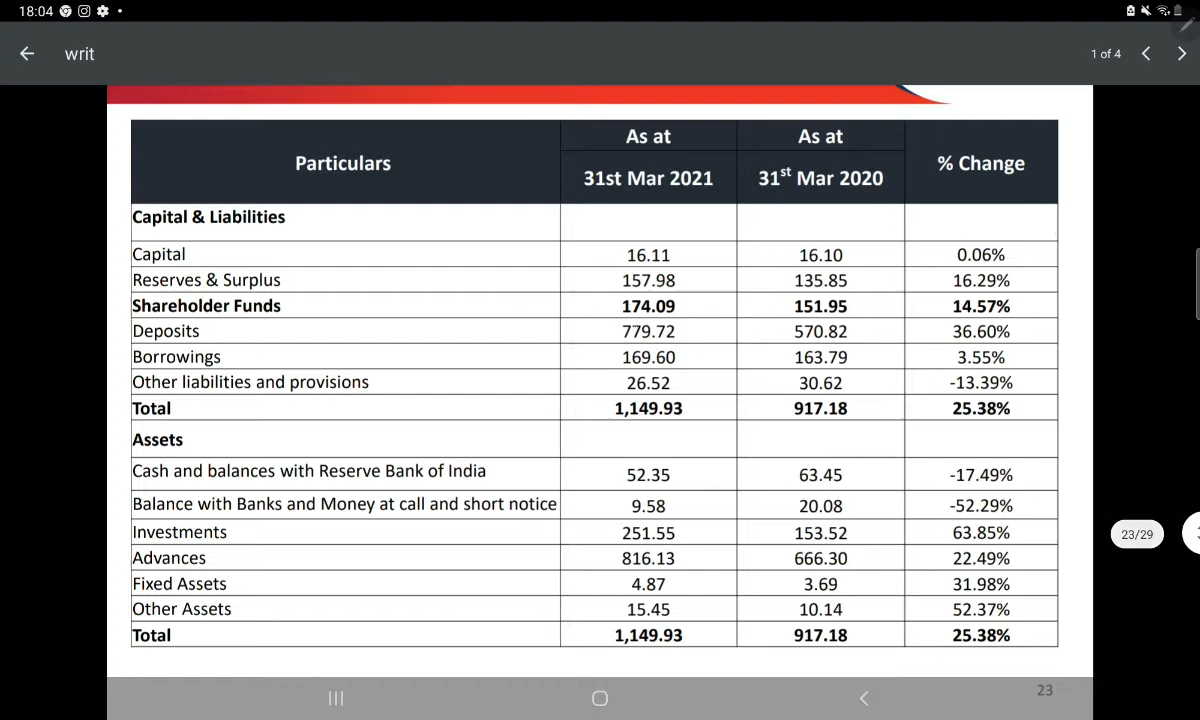 18:04
writ
1 of 4
Particulars As at As at % Change
31st Mar 2021 31st Mar 2020
Capital & Liabilities
Capital 16.11 16.10 0.06%
Reserves & Surplus 157.98 135.85 16.29%
Shareholder Funds 174.09 151.95 14.57%
Deposits 779.72 570.82 36.60%
Borrowings 169.60 163.79 3.55%
Other liabilities and provisions 26.52 30.62 -13.39%
Total 1,149.93 917.18 25.38%
Assets
Cash and balances with Reserve Bank of India 52.35 63.45 -17.49%
Balance with Banks and Money at call and short notice 9.58 20.08 -52.29%
Investments 251.55 153.52 63.85%
Advances 816.13 666.30 22.49%
Fixed Assets 4.87 3.69 31.98%
Other Assets 15.45 10.14 52.37%
Total 1,149.93 917.18 25.38%
23/29
23